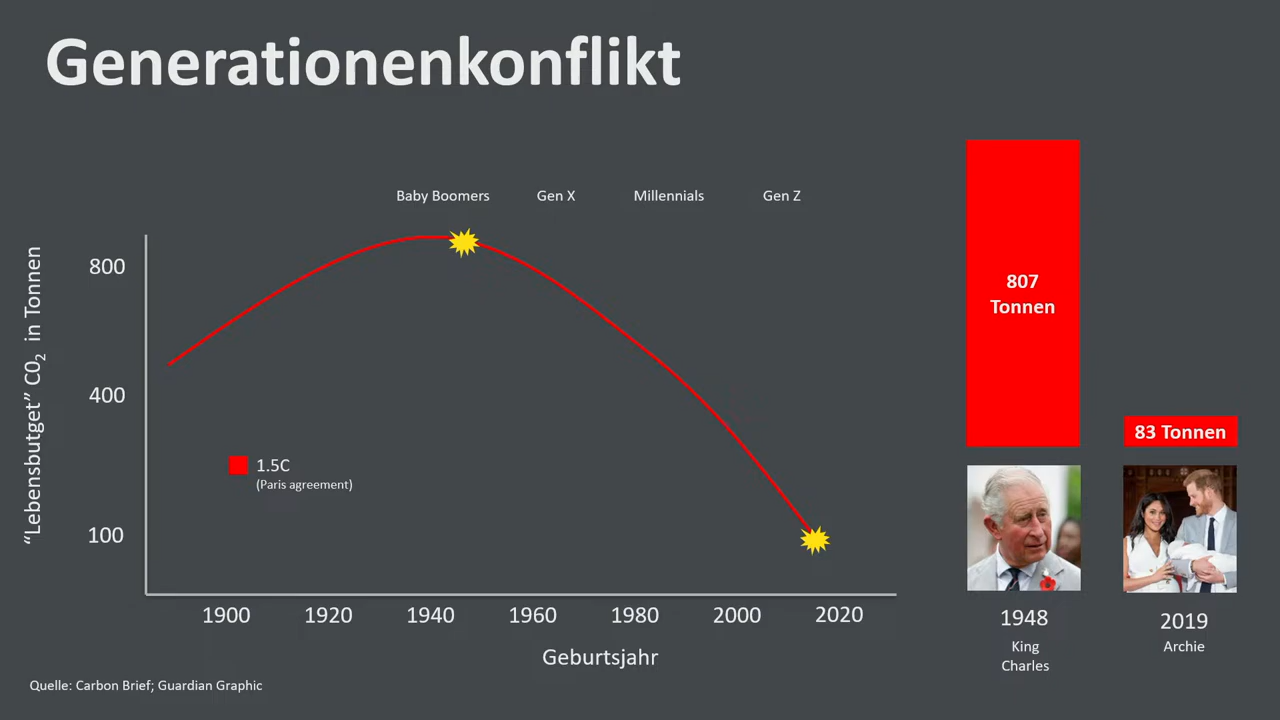 Generationenkonflikt
Baby Boomers
Gen X
Millennials
Gen Z
“Lebensbutget” CO₂ in Tonnen
800
400
100
1.5C
(Paris agreement)
1900
1920
1940
1960
1980
2000
2020
Geburtsjahr
807
Tonnen
83 Tonnen
1948
King
Charles
2019
Archie
Quelle: Carbon Brief; Guardian Graphic